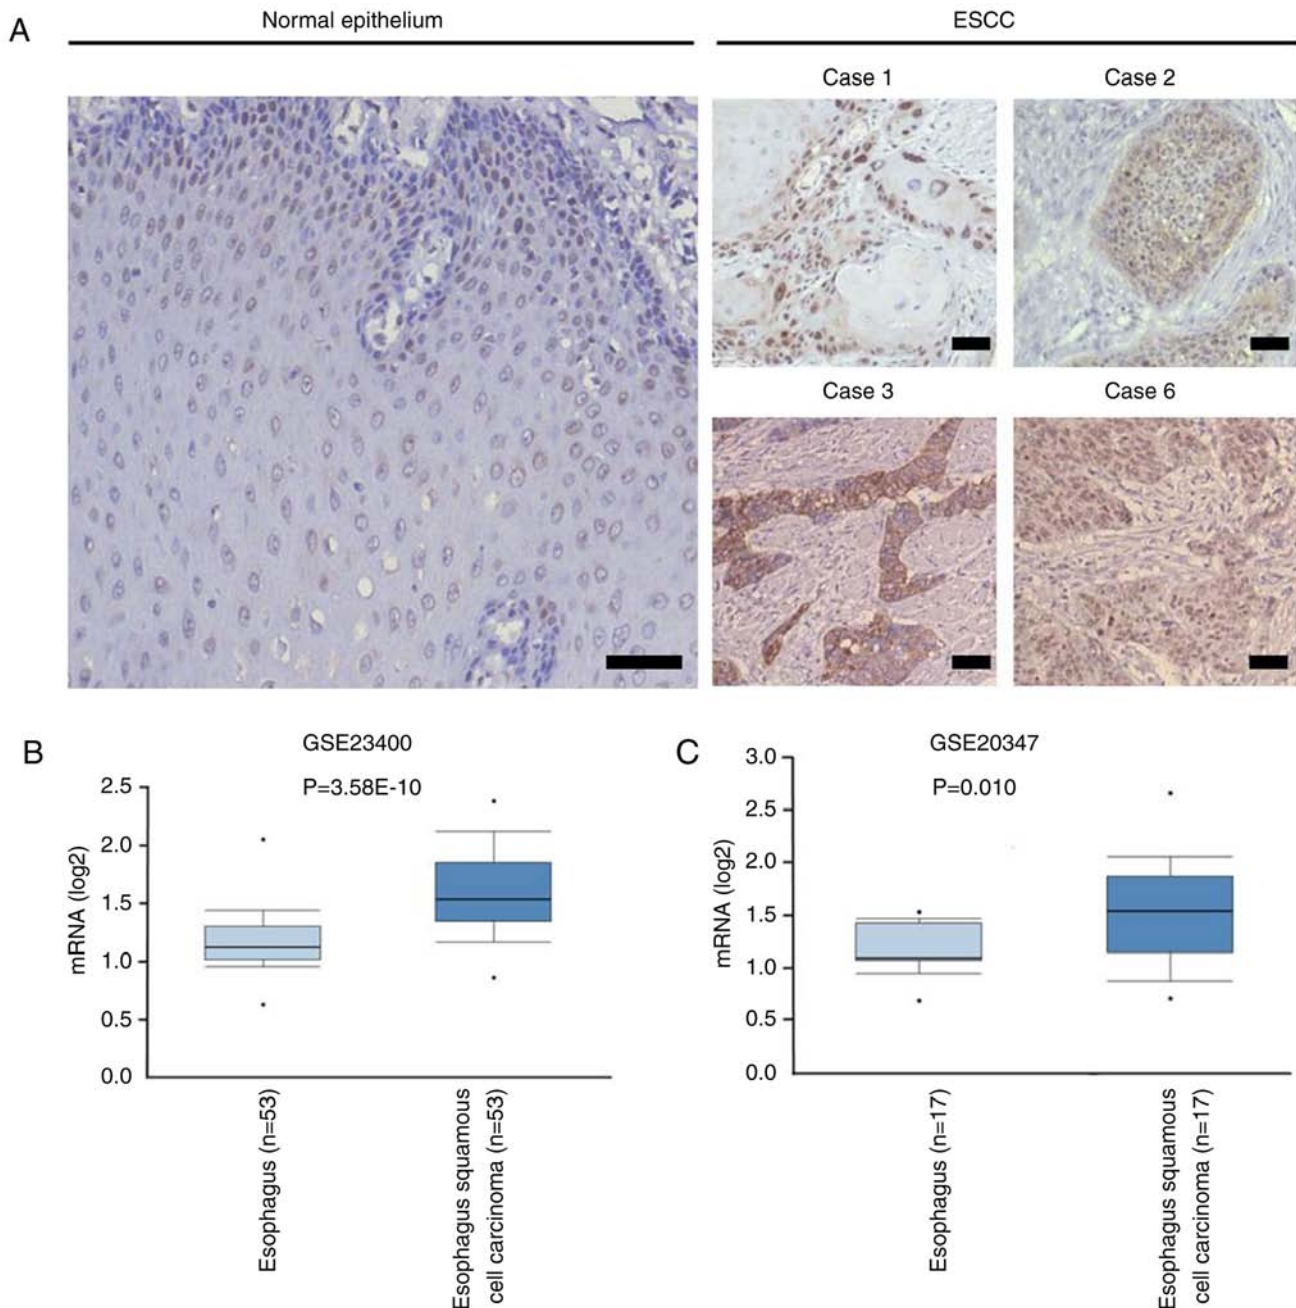 A
Normal epithelium
ESCC
Case 1
Case 2
Case 3
Case 6
B
GSE23400
P=3.58E-10
2.5
2.0
1.5
1.0
0.5
0.0
mRNA (log2)
Esophagus (n=53)
Esophagus squamous
cell carcinoma (n=53)
C
GSE20347
P=0.010
3.0
2.5
2.0
1.5
1.0
0.5
0.0
mRNA (log2)
Esophagus (n=17)
Esophagus squamous
cell carcinoma (n=17)